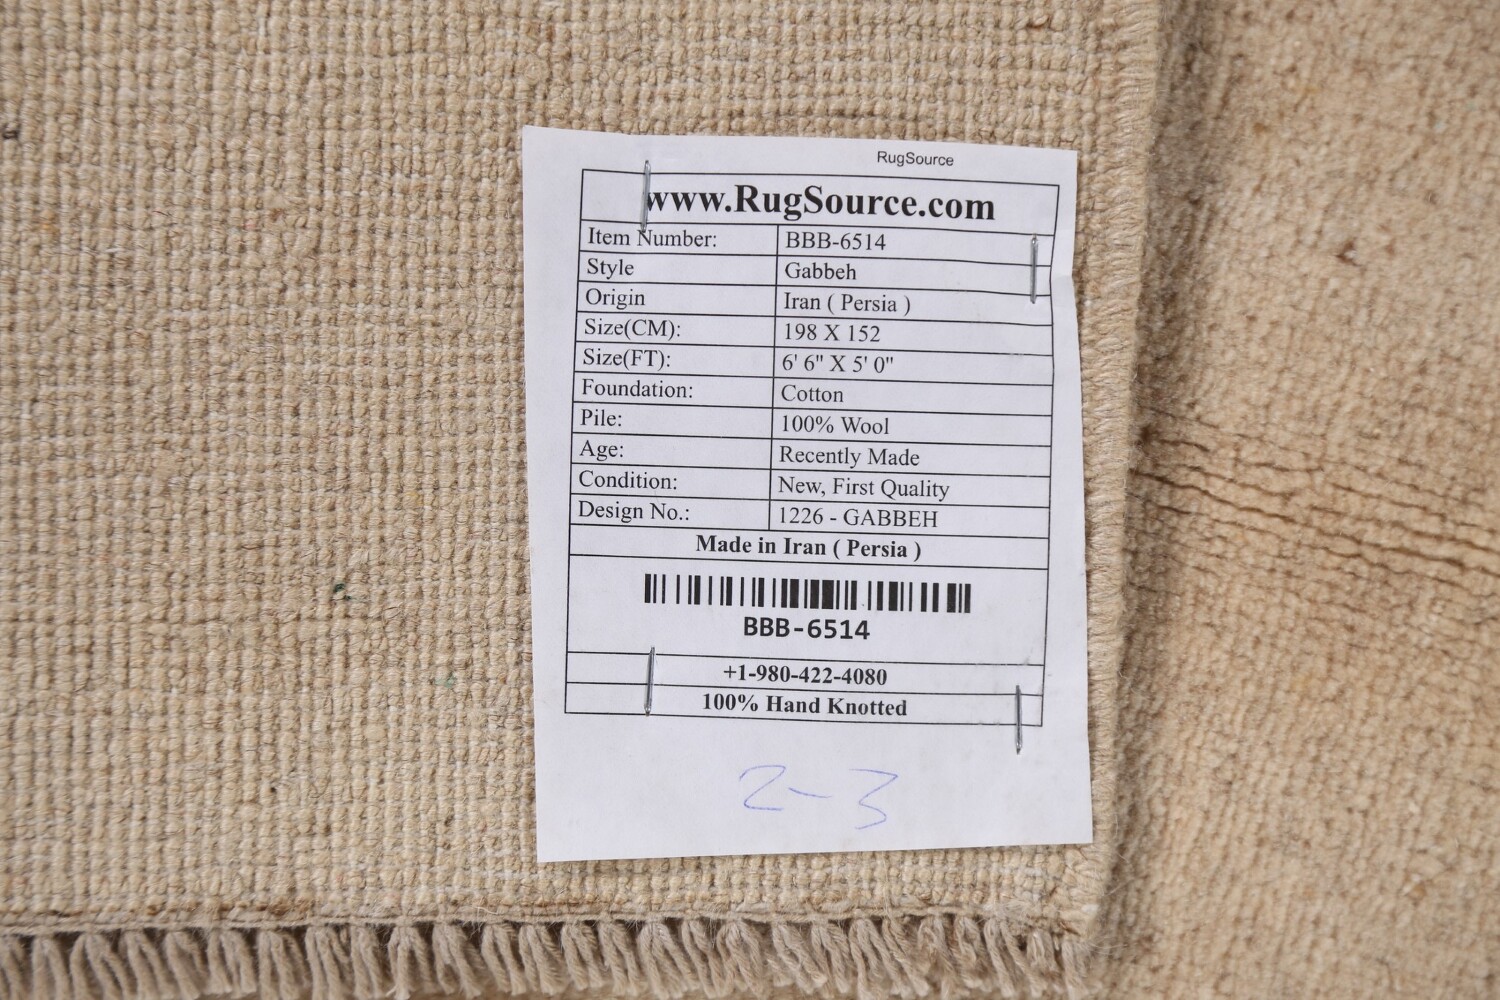 RugSource
www.RugSource.com
Item Number: BBB-6514
Style Gabbeh
Origin Iran ( Persia )
Size(CM): 198 X 152
Size(FT): 6' 6" X 5' 0"
Foundation: Cotton
Pile: 100% Wool
Age: Recently Made
Condition: New, First Quality
Design No.: 1226 - GABBEH
Made in Iran ( Persia )
BBB-6514
+1-980-422-4080
100% Hand Knotted
2-3